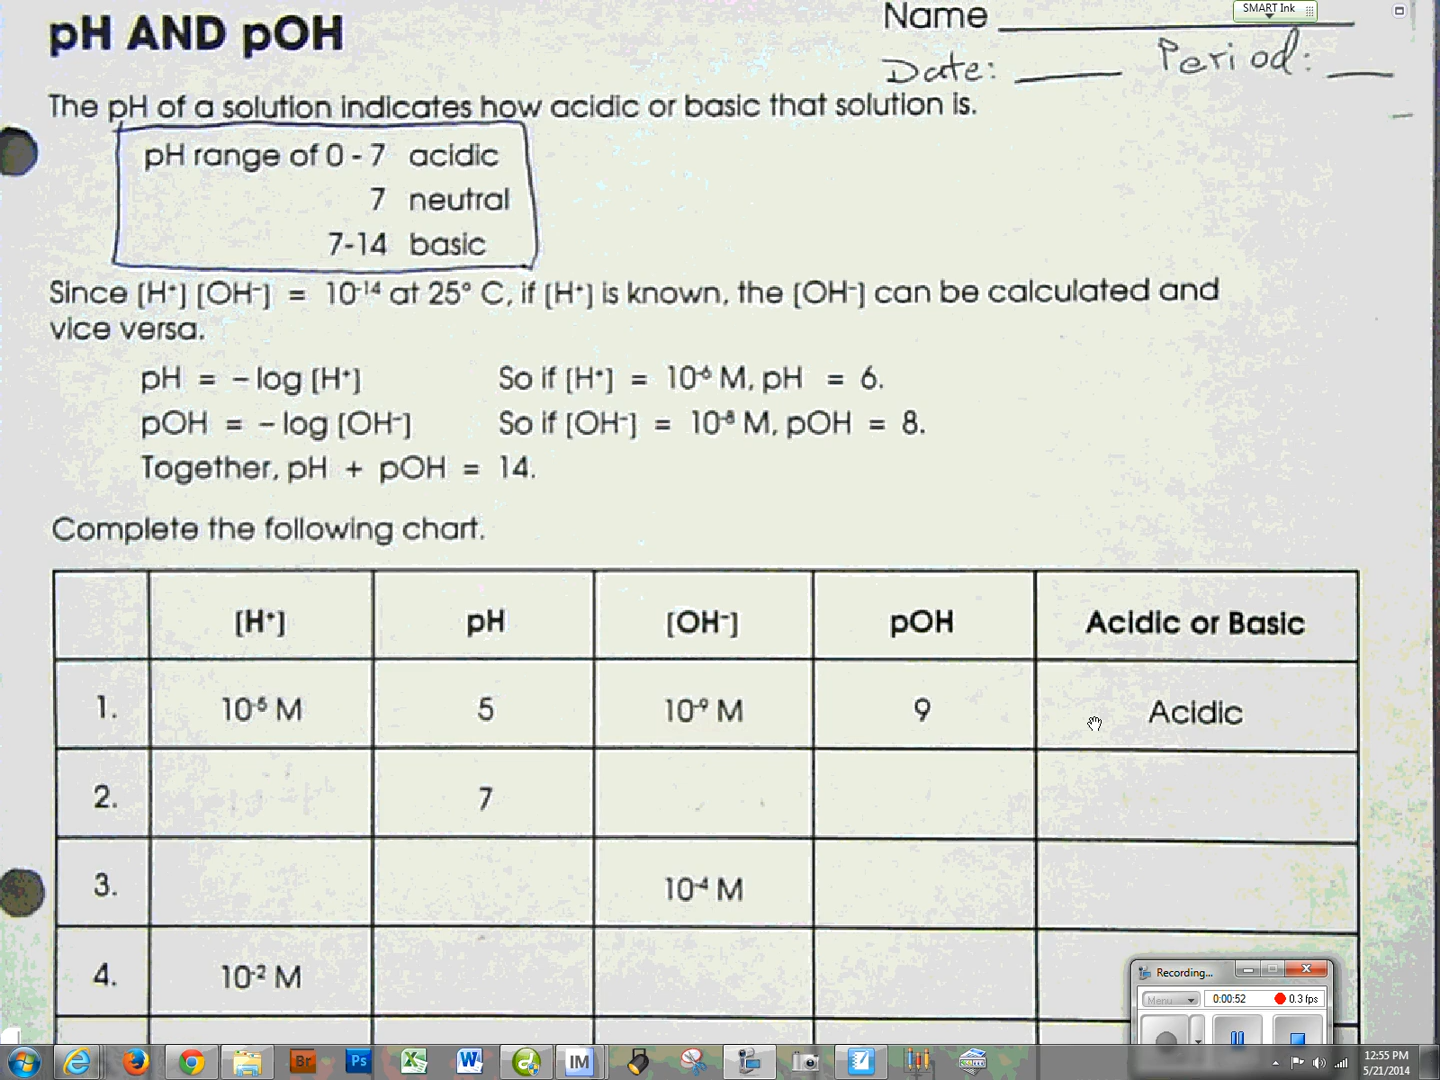 SMART Ink
pH AND pOH
Name
Date: Period:
The pH of a solution indicates how acidic or basic that solution is.
pH range of 0 - 7 acidic
7 neutral
7-14 basic
Since [H⁺] [OH⁻] = 10⁻¹⁴ at 25° C, if [H⁺] is known, the [OH⁻] can be calculated and
vice versa.
pH = – log [H⁺] So if [H⁺] = 10⁻⁶ M, pH = 6.
pOH = – log [OH⁻] So if [OH⁻] = 10⁻⁸ M, pOH = 8.
Together, pH + pOH = 14.
Complete the following chart.
[H⁺] pH [OH⁻] pOH Acidic or Basic
1. 10⁻⁵ M 5 10⁻⁹ M 9 Acidic
2. 7
3. 10⁻⁴ M
4. 10⁻² M
Recording...
Menu 0:00:52 0.3 fps
Br Ps IM
12:55 PM
5/21/2014